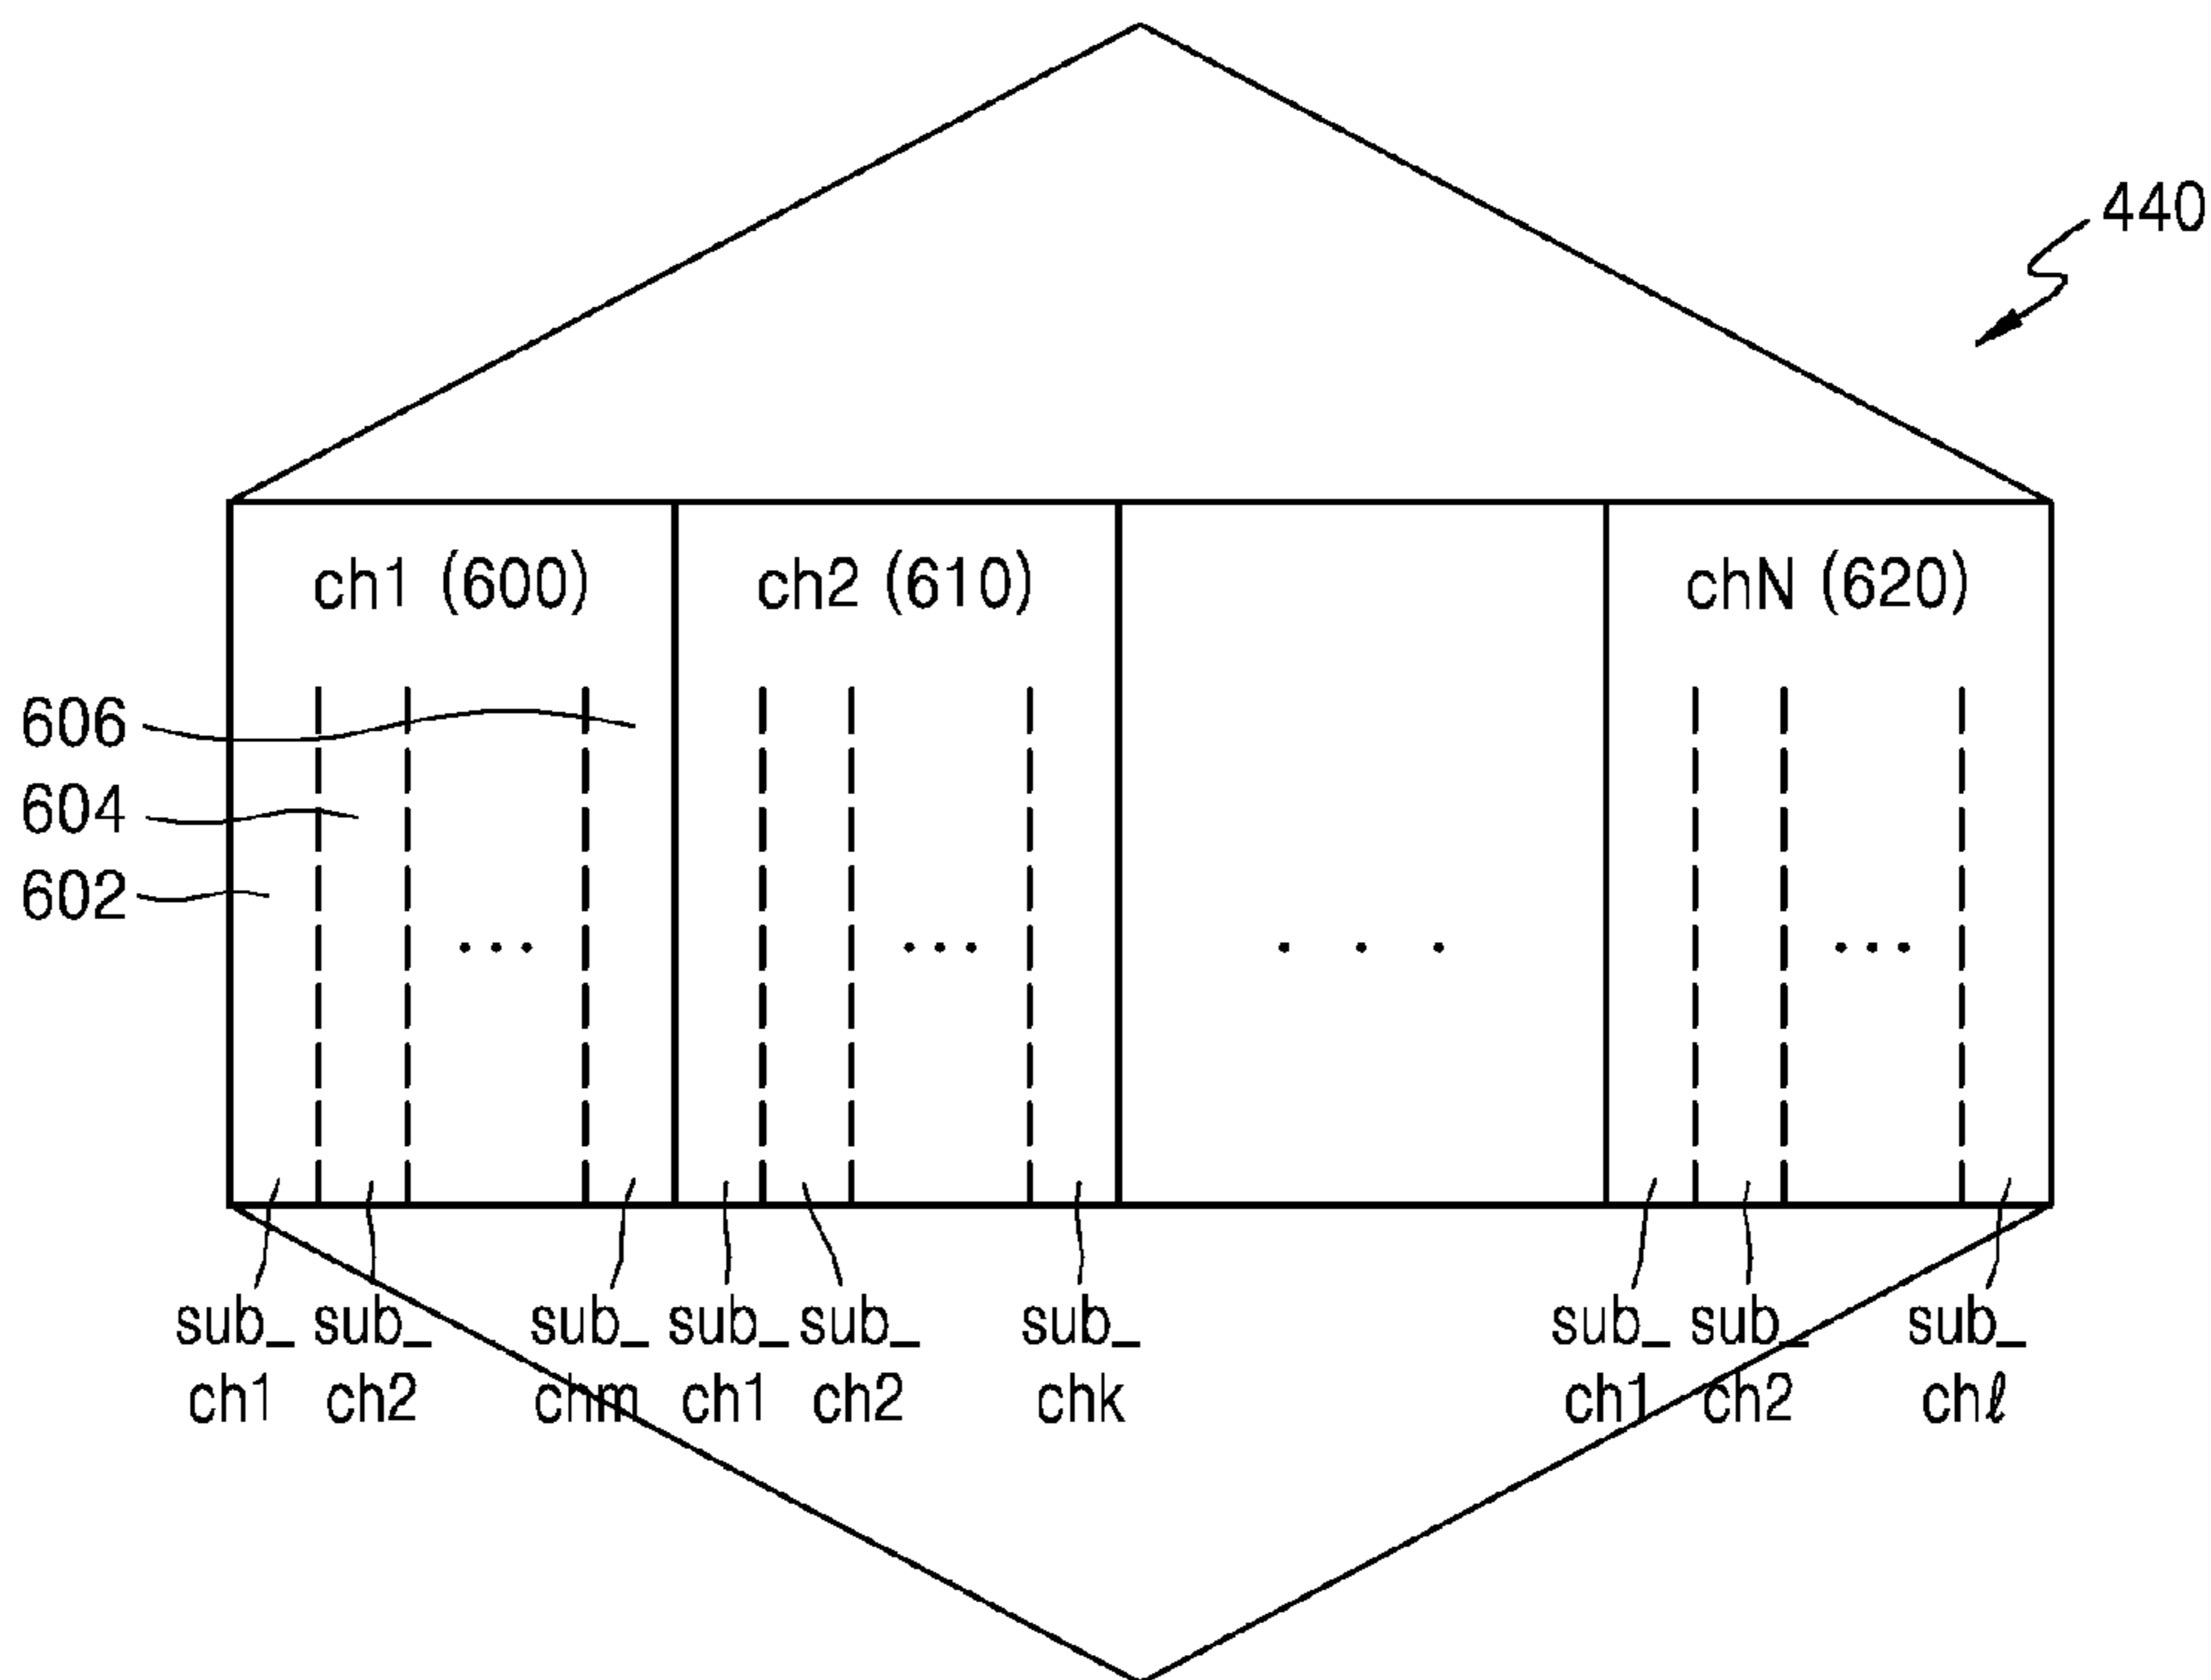 440
ch1 (600) ch2 (610) chN (620)
606
604
602
... ... . . . ...
sub_ sub_ sub_ sub_ sub_ sub_ sub_ sub_ sub_
ch1 ch2 chm ch1 ch2 chk ch1 ch2 chℓ